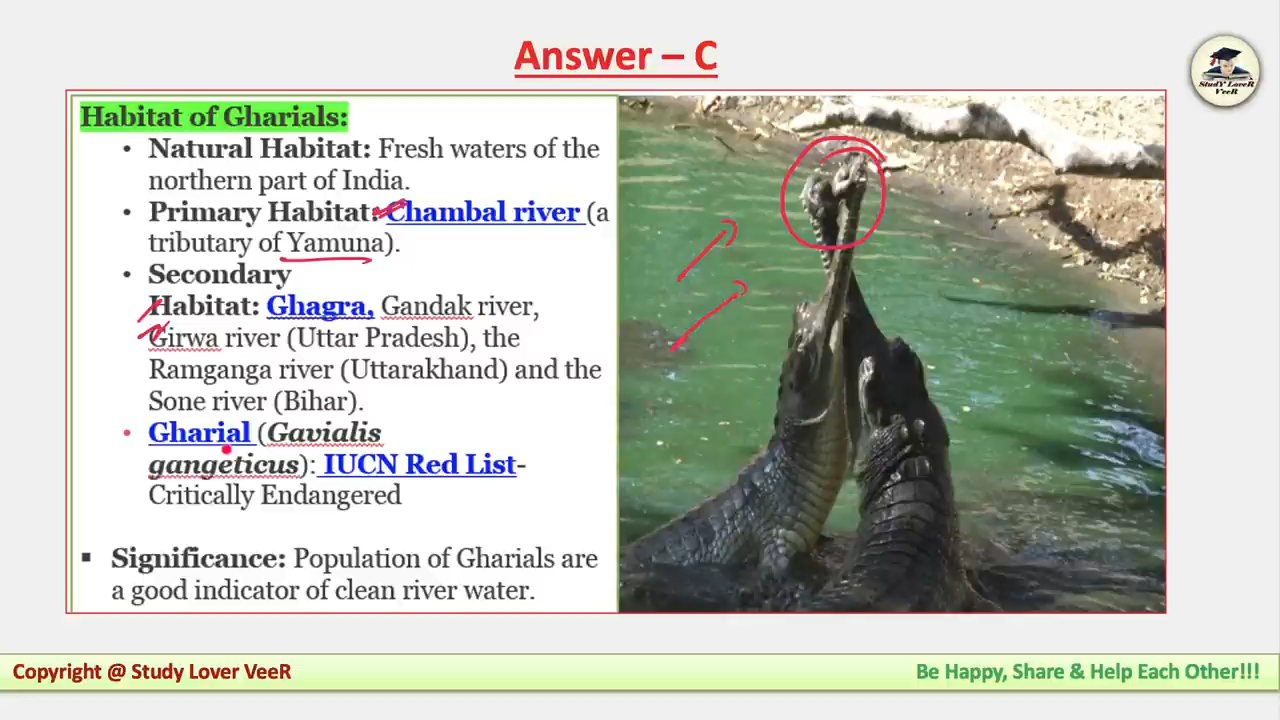 Answer – C
StudY LoveR
VeeR
Habitat of Gharials:
• Natural Habitat: Fresh waters of the
northern part of India.
• Primary Habitat: Chambal river (a
tributary of Yamuna).
• Secondary
Habitat: Ghagra, Gandak river,
Girwa river (Uttar Pradesh), the
Ramganga river (Uttarakhand) and the
Sone river (Bihar).
• Gharial (Gavialis
gangeticus): IUCN Red List-
Critically Endangered
▪ Significance: Population of Gharials are
a good indicator of clean river water.
Copyright @ Study Lover VeeR
Be Happy, Share & Help Each Other!!!